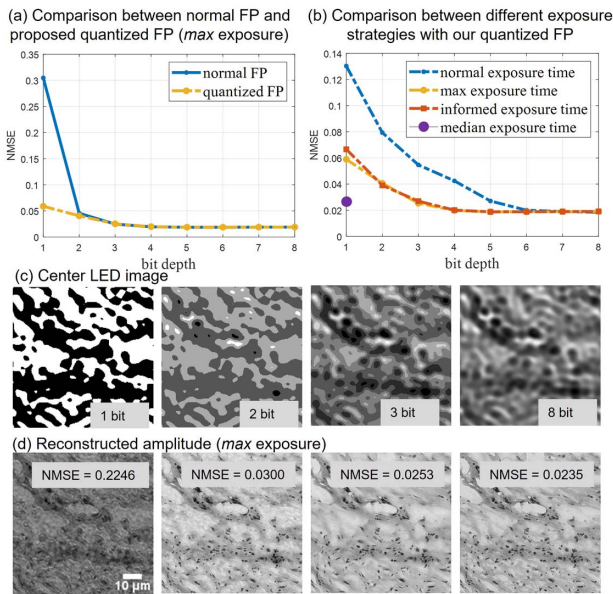 (a) Comparison between normal FP and
proposed quantized FP (max exposure)
0.35
0.3
0.25
0.2
0.15
0.1
0.05
0
NMSE
normal FP
quantized FP
1 2 3 4 5 6 7 8
bit depth
(b) Comparison between different exposure
strategies with our quantized FP
0.14
0.12
0.1
0.08
0.06
0.04
0.02
0
NMSE
normal exposure time
max exposure time
informed exposure time
median exposure time
1 2 3 4 5 6 7 8
bit depth
(c) Center LED image
1 bit
2 bit
3 bit
8 bit
(d) Reconstructed amplitude (max exposure)
NMSE = 0.2246
NMSE = 0.0300
NMSE = 0.0253
NMSE = 0.0235
10 μm